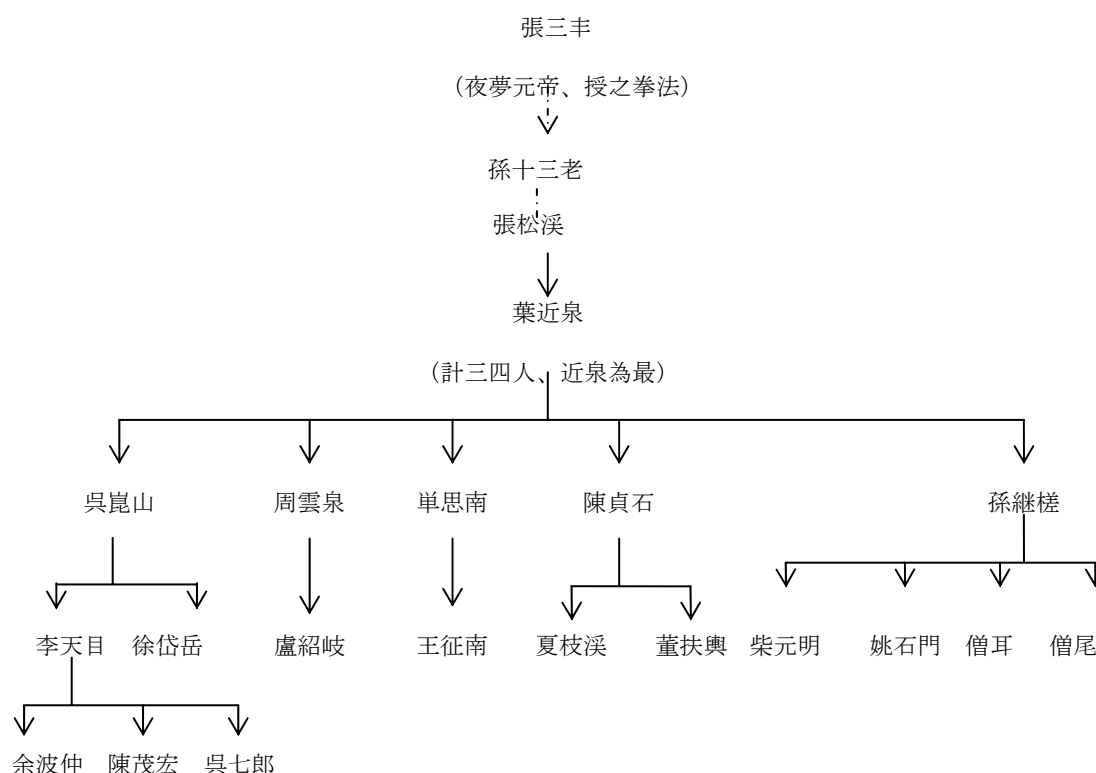 張三丰
（夜夢元帝、授之拳法）
孫十三老
張松渓
葉近泉
（計三四人、近泉為最）
呉崑山　周雲泉　単思南　陳貞石　孫継槎
李天目　徐岱岳　盧紹岐　王征南　夏枝渓　董扶輿　柴元明　姚石門　僧耳　僧尾
余波仲　陳茂宏　呉七郎